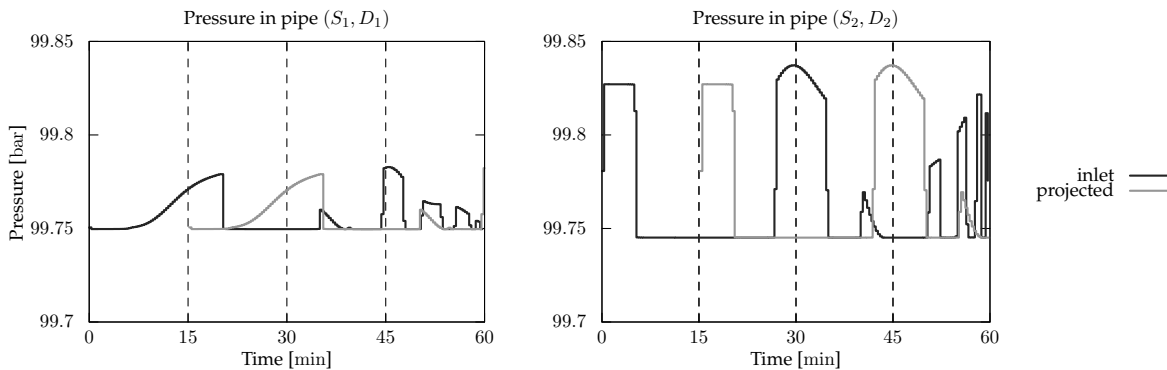 Pressure in pipe (S₁, D₁)
99.85
99.8
99.75
99.7
Pressure [bar]
0 15 30 45 60
Time [min]
Pressure in pipe (S₂, D₂)
99.85
99.8
99.75
99.7
0 15 30 45 60
Time [min]
inlet
projected